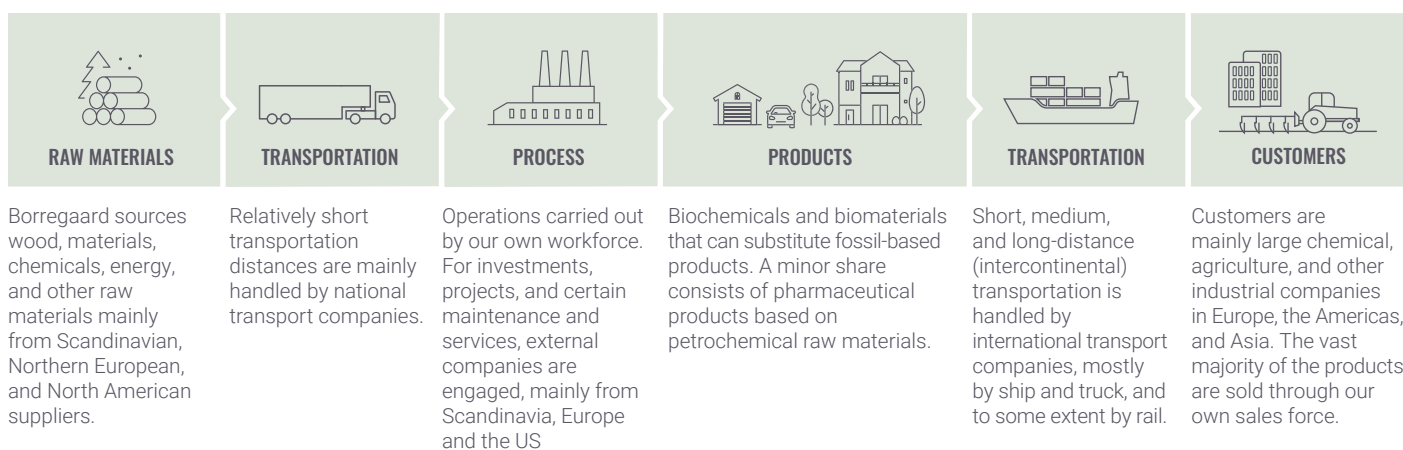 RAW MATERIALS
TRANSPORTATION
PROCESS
PRODUCTS
TRANSPORTATION
CUSTOMERS
Borregaard sources
wood, materials,
chemicals, energy,
and other raw
materials mainly
from Scandinavian,
Northern European,
and North American
suppliers.
Relatively short
transportation
distances are mainly
handled by national
transport companies.
Operations carried out
by our own workforce.
For investments,
projects, and certain
maintenance and
services, external
companies are
engaged, mainly from
Scandinavia, Europe
and the US
Biochemicals and biomaterials
that can substitute fossil-based
products. A minor share
consists of pharmaceutical
products based on
petrochemical raw materials.
Short, medium,
and long-distance
(intercontinental)
transportation is
handled by
international transport
companies, mostly
by ship and truck, and
to some extent by rail.
Customers are
mainly large chemical,
agriculture, and other
industrial companies
in Europe, the Americas,
and Asia. The vast
majority of the products
are sold through our
own sales force.